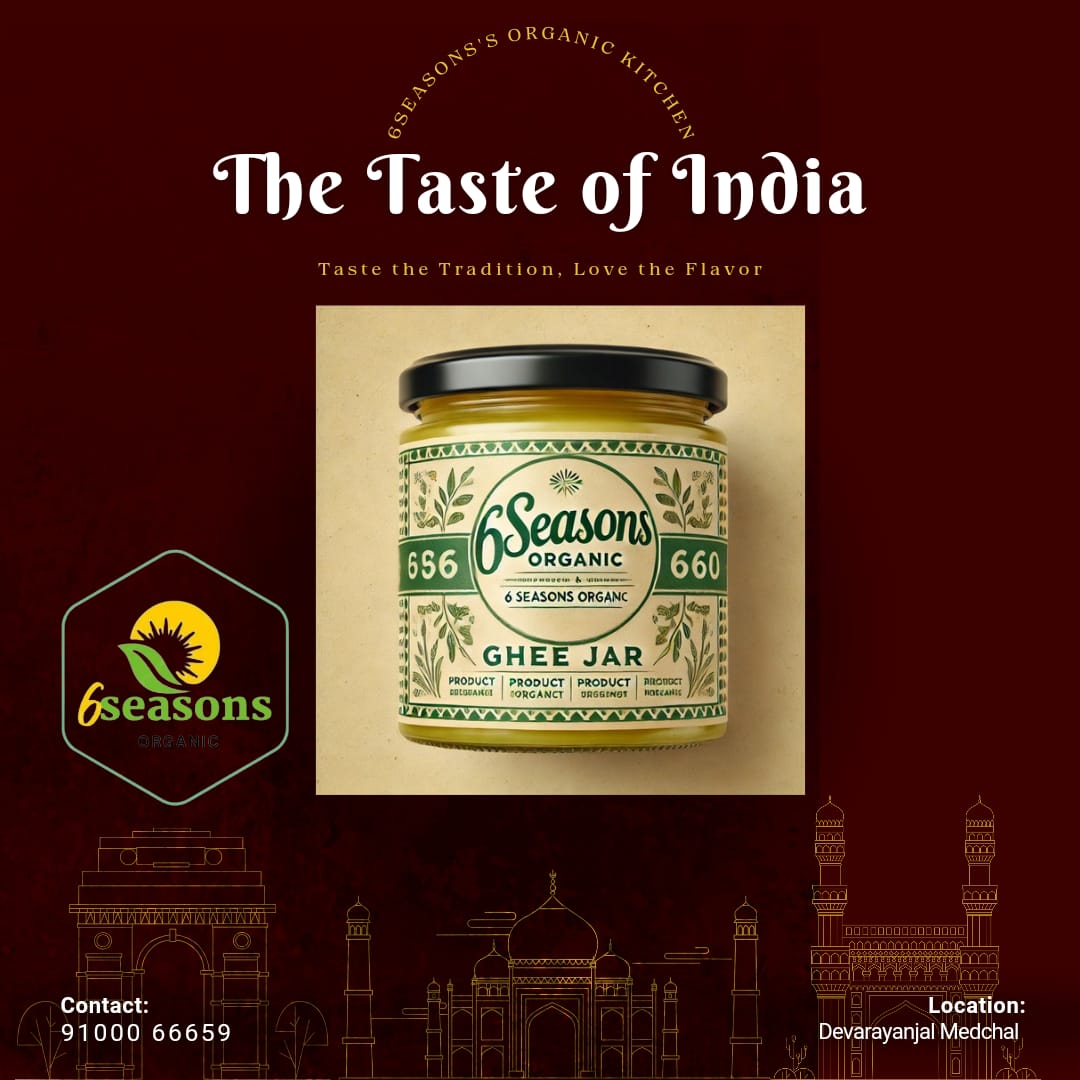 6SEASONS'S ORGANIC KITCHEN
The Taste of India
Taste the Tradition, Love the Flavor
6Seasons
656
ORGANIC
660
&
6 SEASONS ORGANC
GHEE JAR
PRODUCT PRODUCT PRODUCT PRODUCT
6seasons
ORGANIC
Contact:
91000 66659
Location:
Devarayanjal Medchal